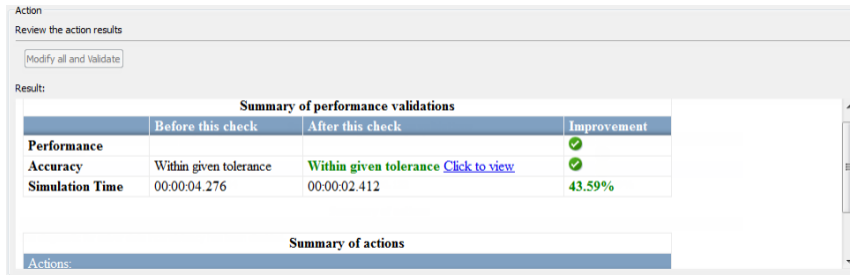 Action
Review the action results
Modify all and Validate
Result:
Summary of performance validations
Before this check After this check Improvement
Performance
Accuracy Within given tolerance Within given tolerance Click to view
Simulation Time 00:00:04.276 00:00:02.412 43.59%
Summary of actions
Actions: